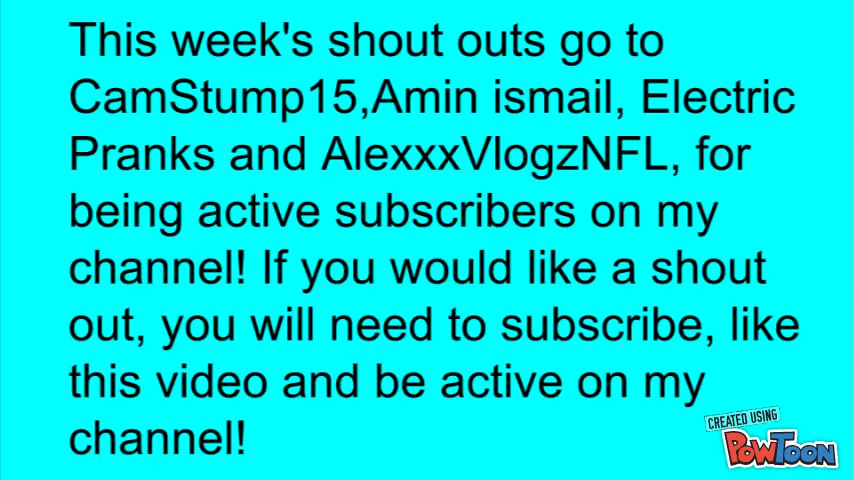 This week's shout outs go to
CamStump15,Amin ismail, Electric
Pranks and AlexxxVlogzNFL, for
being active subscribers on my
channel! If you would like a shout
out, you will need to subscribe, like
this video and be active on my
channel!
CREATED USING
POWTOON